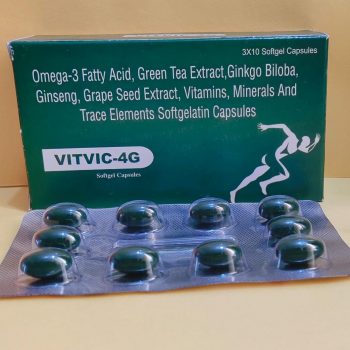 3X10 Softgel Capsules
Omega-3 Fatty Acid, Green Tea Extract,Ginkgo Biloba,
Ginseng, Grape Seed Extract, Vitamins, Minerals And
Trace Elements Softgelatin Capsules
VITVIC-4G
Softgel Capsules